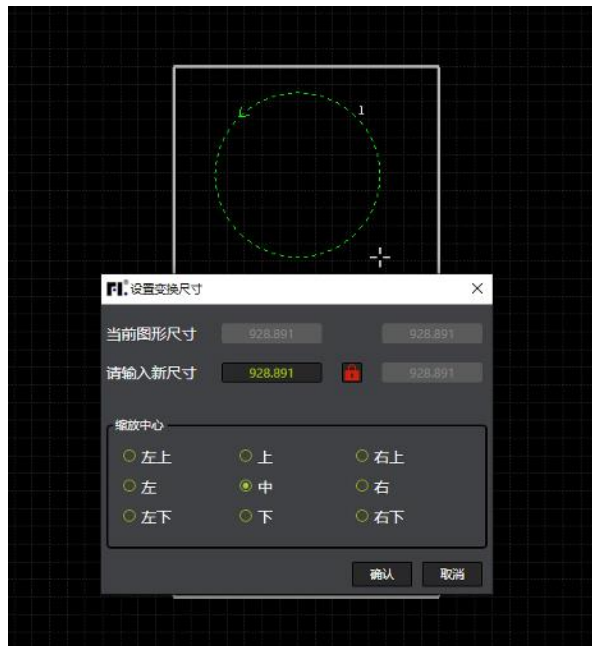 1
设置变换尺寸
当前图形尺寸 928.891 928.891
请输入新尺寸 928.891 928.891
缩放中心
左上 上 右上
左 中 右
左下 下 右下
确认 取消